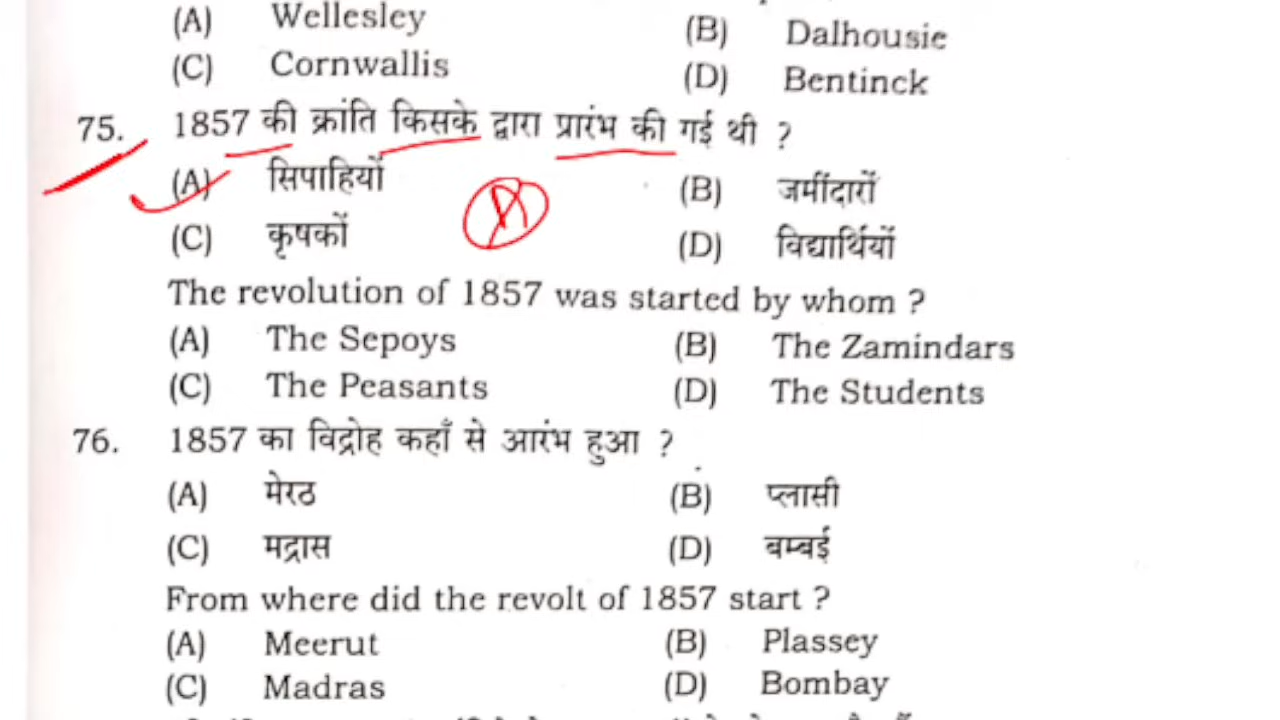 (A) Wellesley (B) Dalhousie
(C) Cornwallis (D) Bentinck
75. 1857 की क्रांति किसके द्वारा प्रारंभ की गई थी ?
(A) सिपाहियों (B) जमींदारों
A
(C) कृषकों (D) विद्यार्थियों
The revolution of 1857 was started by whom ?
(A) The Sepoys (B) The Zamindars
(C) The Peasants (D) The Students
76. 1857 का विद्रोह कहाँ से आरंभ हुआ ?
(A) मेरठ (B) प्लासी
(C) मद्रास (D) बम्बई
From where did the revolt of 1857 start ?
(A) Meerut (B) Plassey
(C) Madras (D) Bombay